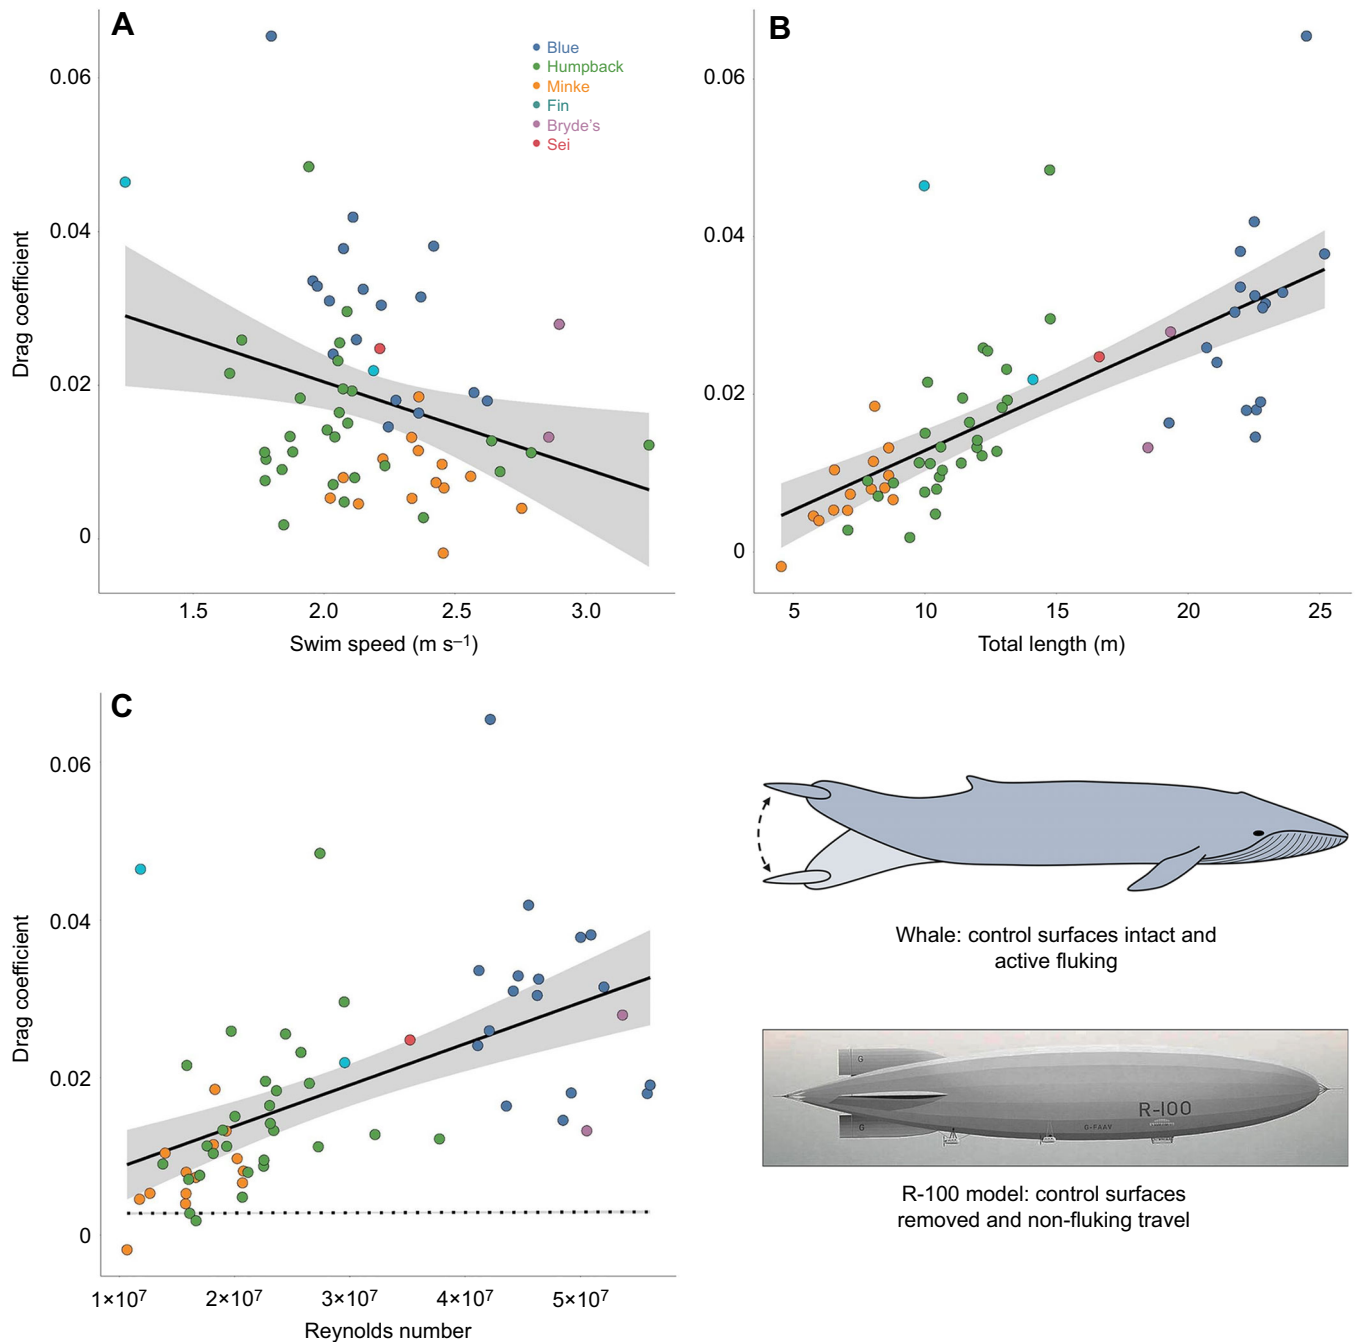 A
Blue
Humpback
Minke
Fin
Bryde's
Sei
0.06
0.04
0.02
0
Drag coefficient
1.5 2.0 2.5 3.0
Swim speed (m s–1)
B
0.06
0.04
0.02
0
5 10 15 20 25
Total length (m)
C
0.06
0.04
0.02
0
Drag coefficient
1×10⁷ 2×10⁷ 3×10⁷ 4×10⁷ 5×10⁷
Reynolds number
Whale: control surfaces intact and
active fluking
G
R-100
G-FAAV
G
R-100 model: control surfaces
removed and non-fluking travel